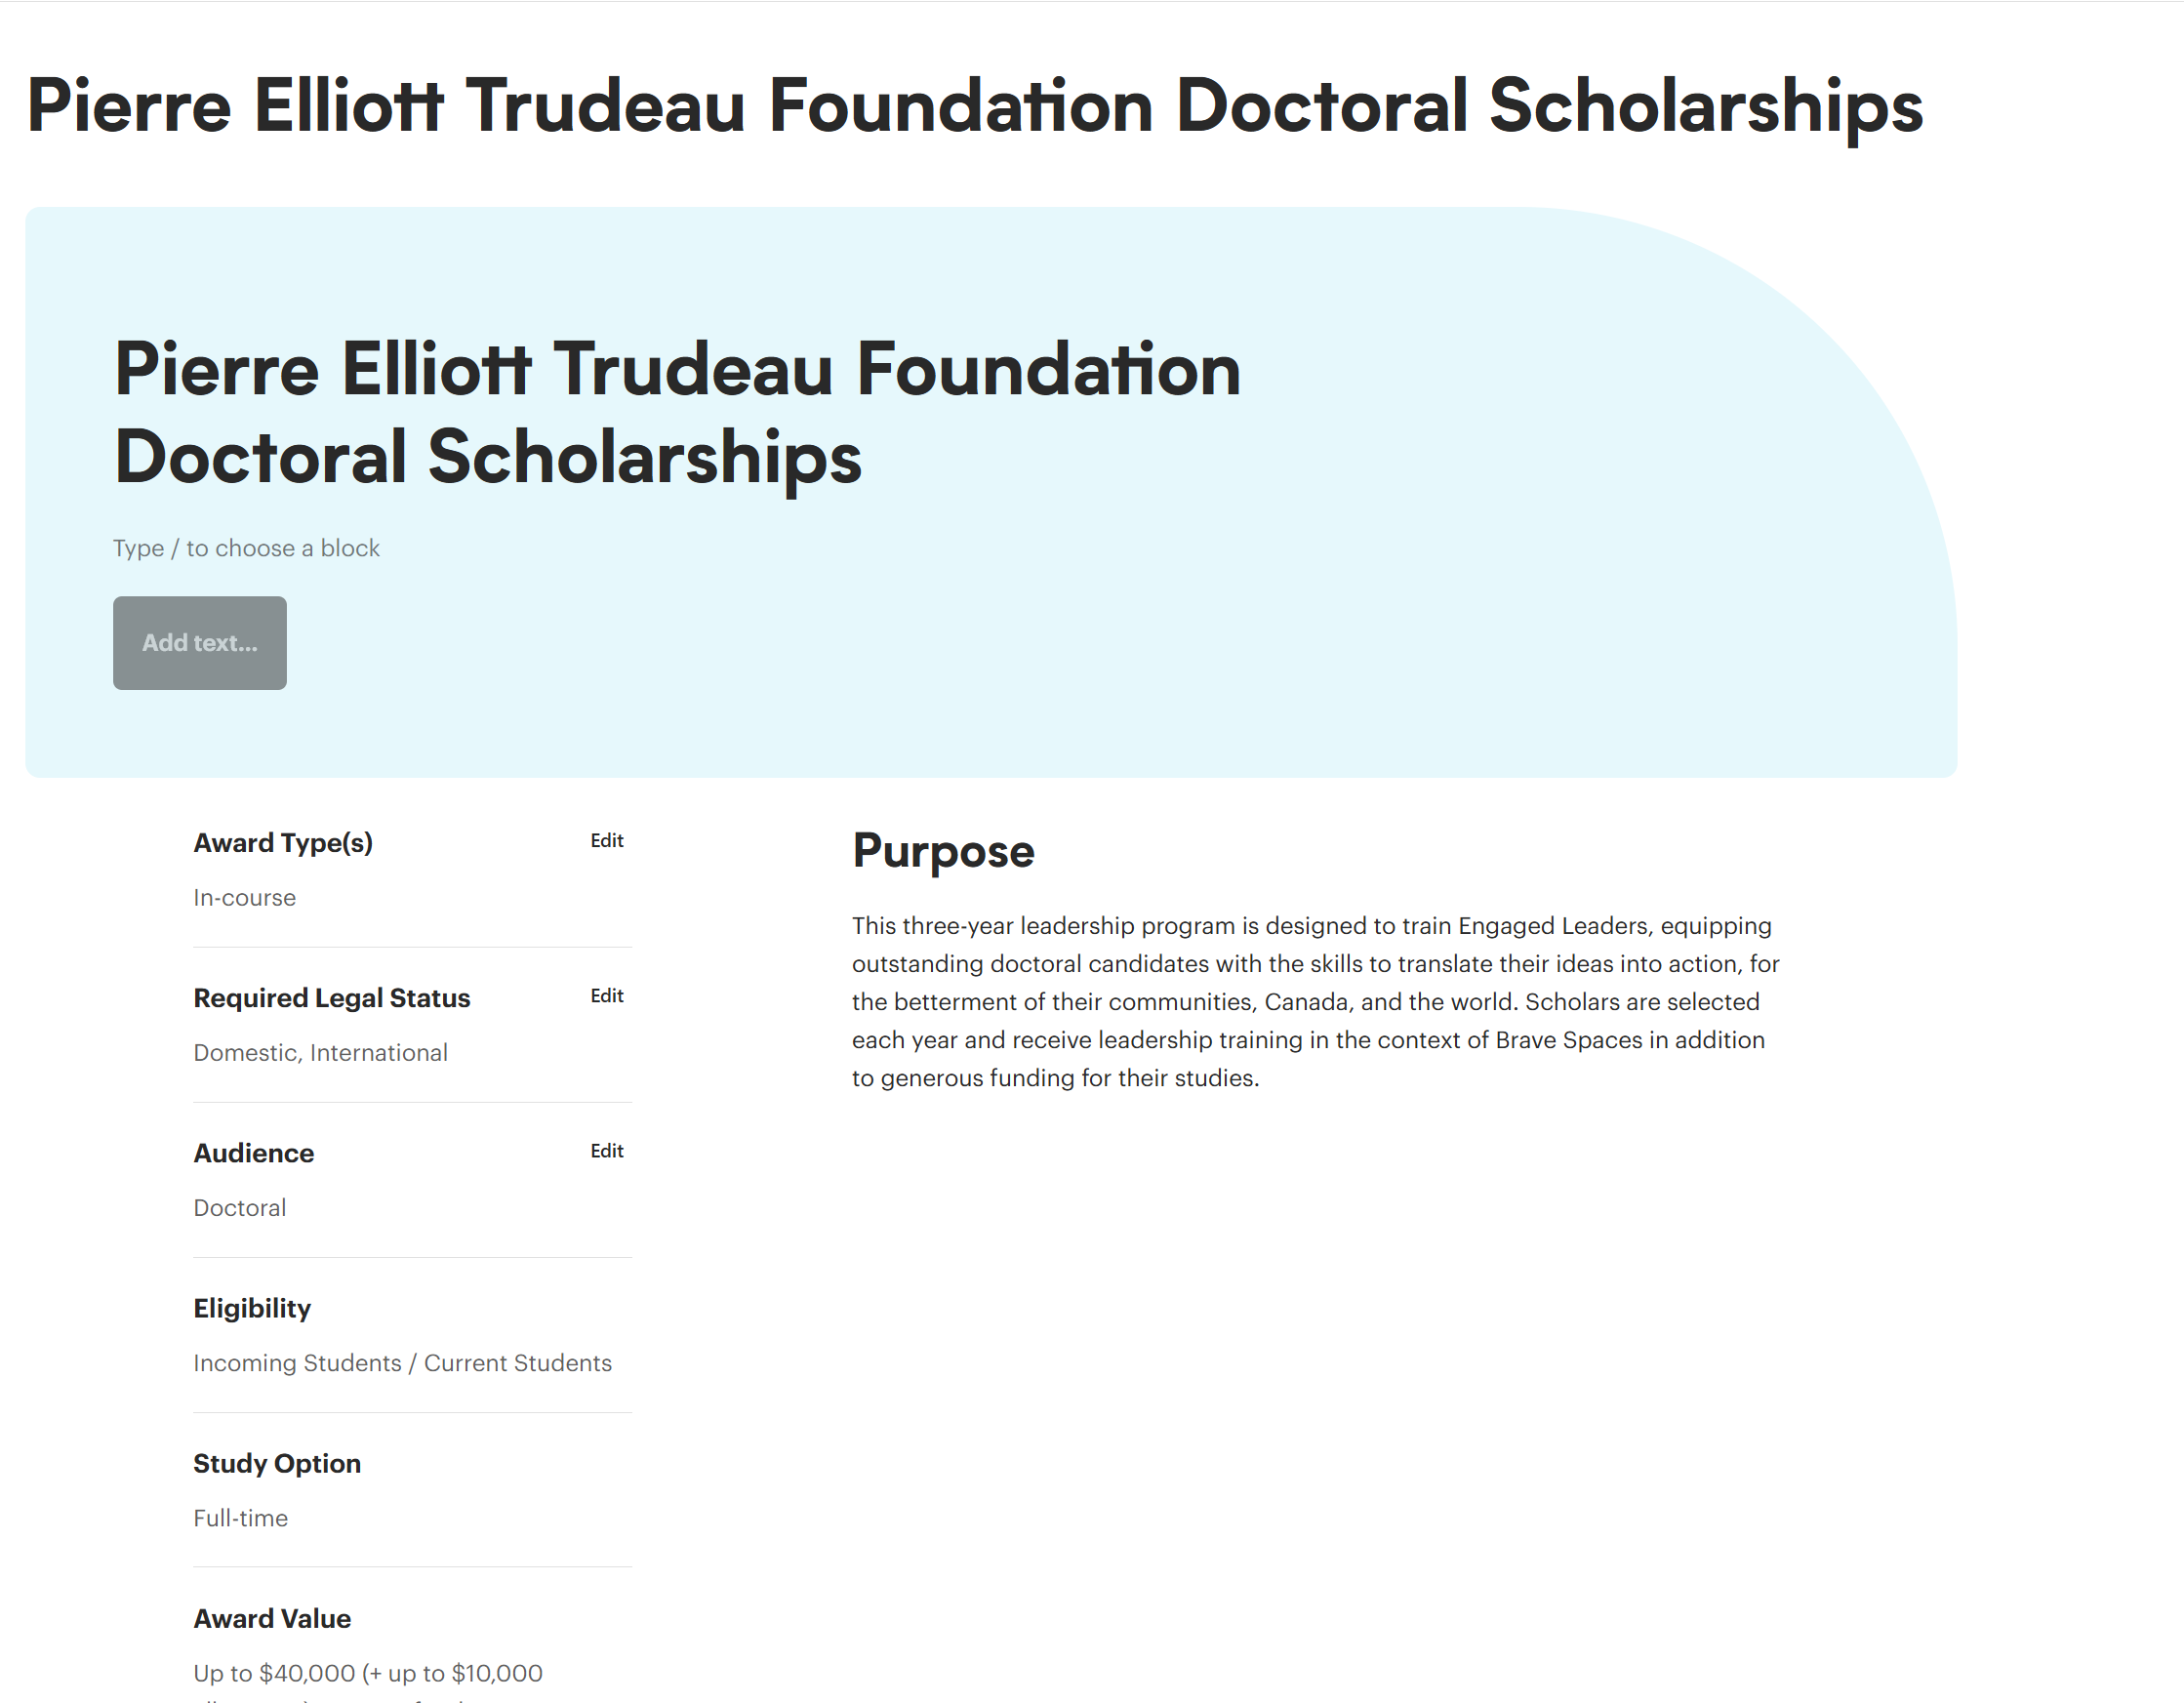 Pierre Elliott Trudeau Foundation Doctoral Scholarships
Pierre Elliott Trudeau Foundation
Doctoral Scholarships
Type / to choose a block
Add text...
Award Type(s)
Edit
In-course
Required Legal Status
Edit
Domestic, International
Audience
Edit
Doctoral
Eligibility
Incoming Students / Current Students
Study Option
Full-time
Award Value
Up to $40,000 (+ up to $10,000
Purpose
This three-year leadership program is designed to train Engaged Leaders, equipping
outstanding doctoral candidates with the skills to translate their ideas into action, for
the betterment of their communities, Canada, and the world. Scholars are selected
each year and receive leadership training in the context of Brave Spaces in addition
to generous funding for their studies.